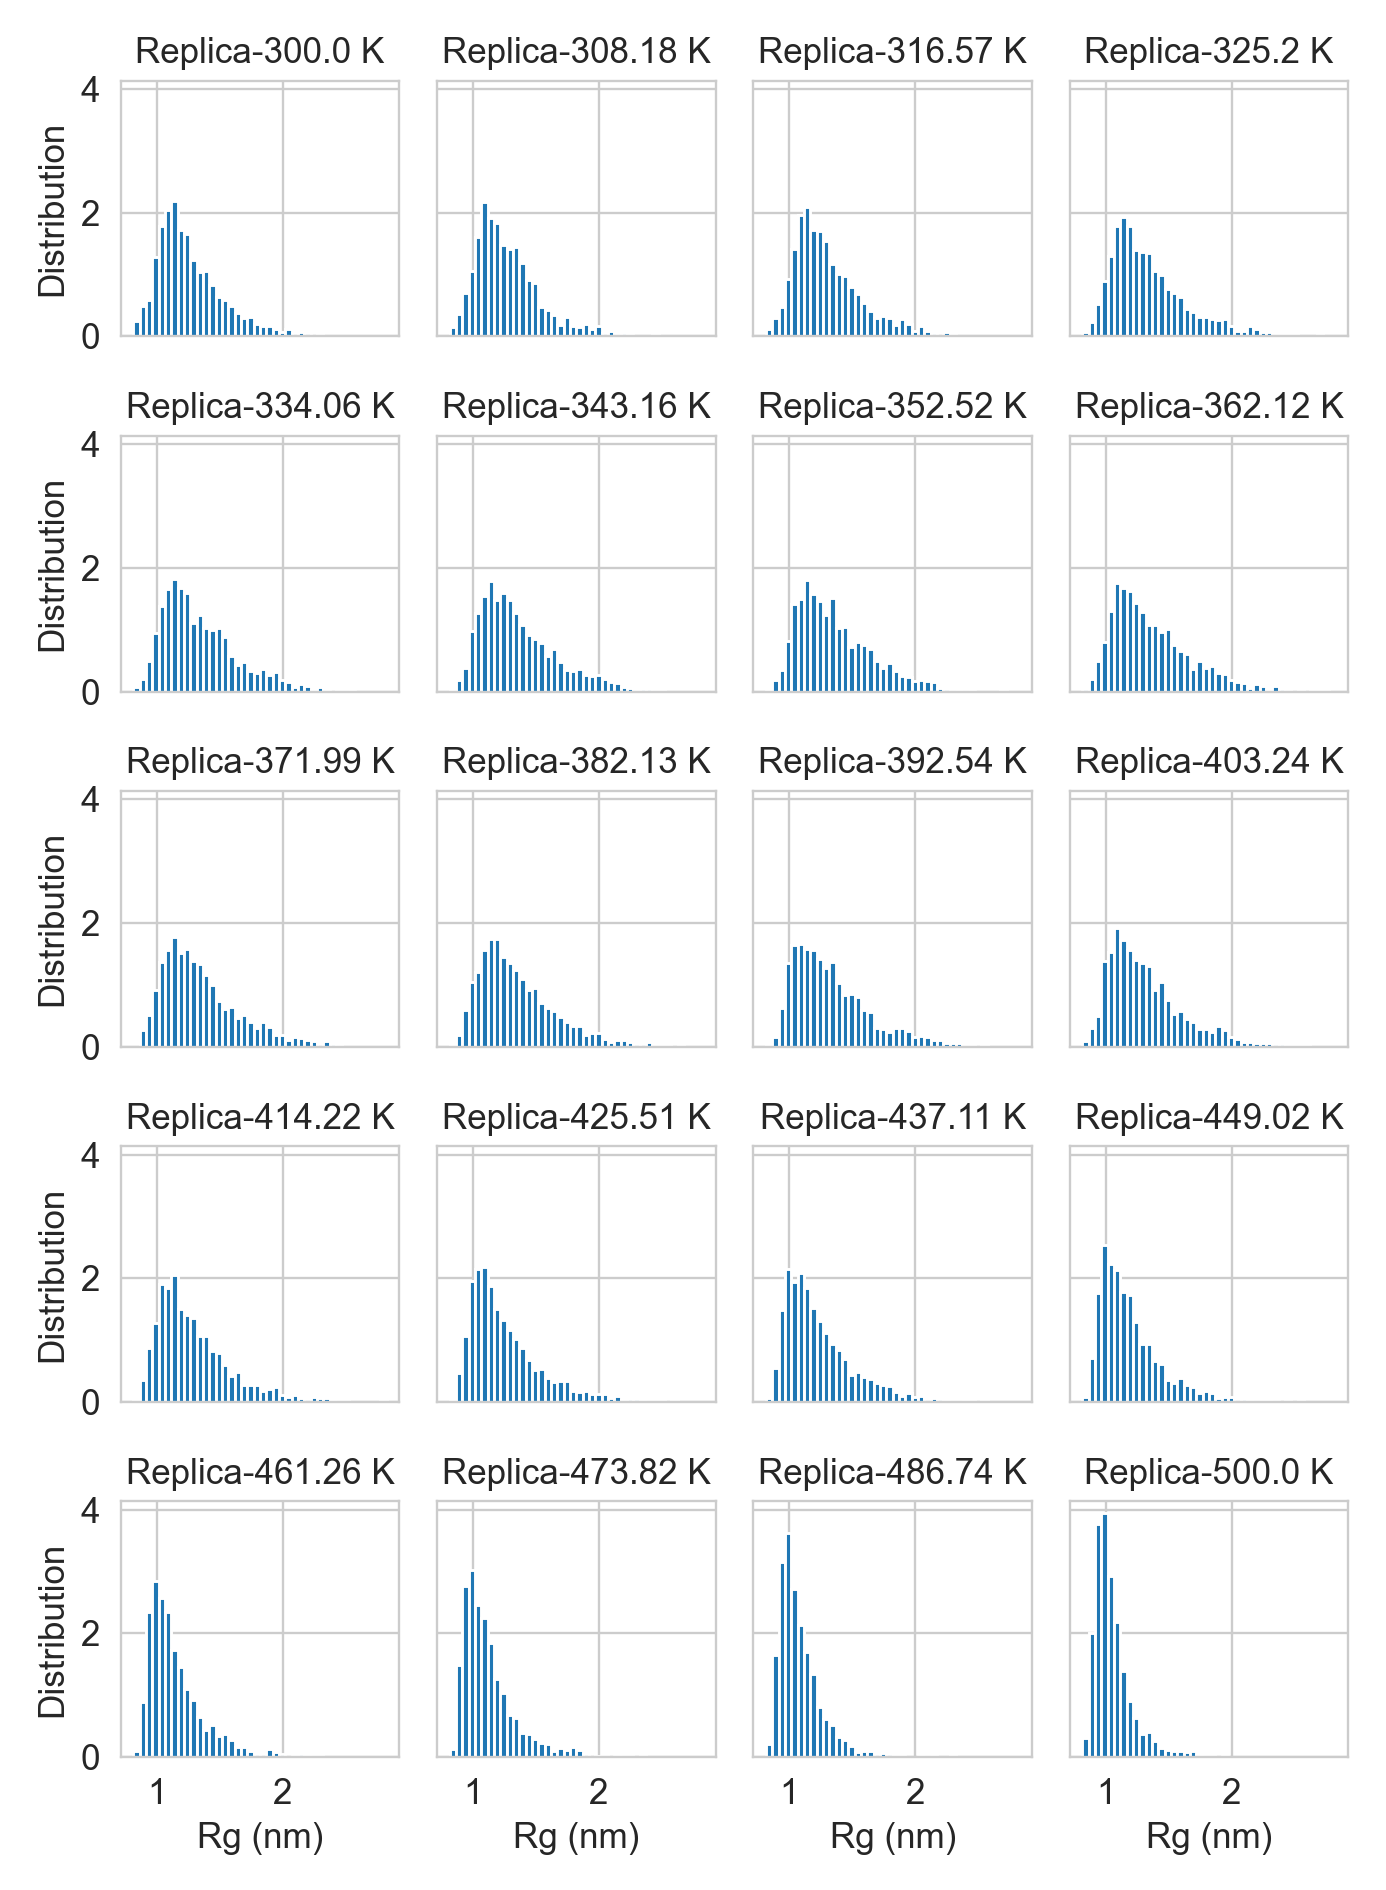 Replica-300.0 K Replica-308.18 K Replica-316.57 K Replica-325.2 K
4
2
0
Distribution
Replica-334.06 K Replica-343.16 K Replica-352.52 K Replica-362.12 K
4
2
0
Distribution
Replica-371.99 K Replica-382.13 K Replica-392.54 K Replica-403.24 K
4
2
0
Distribution
Replica-414.22 K Replica-425.51 K Replica-437.11 K Replica-449.02 K
4
2
0
Distribution
Replica-461.26 K Replica-473.82 K Replica-486.74 K Replica-500.0 K
4
2
0
Distribution
1 2 1 2 1 2 1 2
Rg (nm) Rg (nm) Rg (nm) Rg (nm)